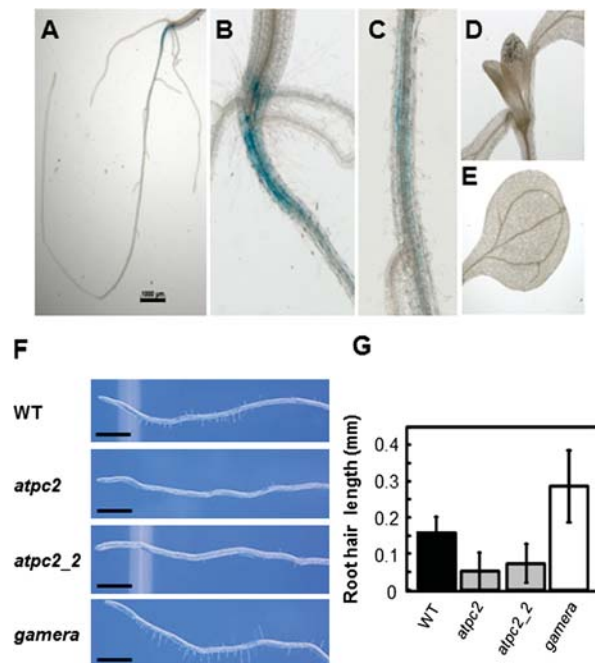 A
B
C
D
E
1000 µm
F
WT
atpc2
atpc2_2
gamera
G
Root hair length (mm)
0.4
0.3
0.2
0.1
0
WT
atpc2
atpc2_2
gamera